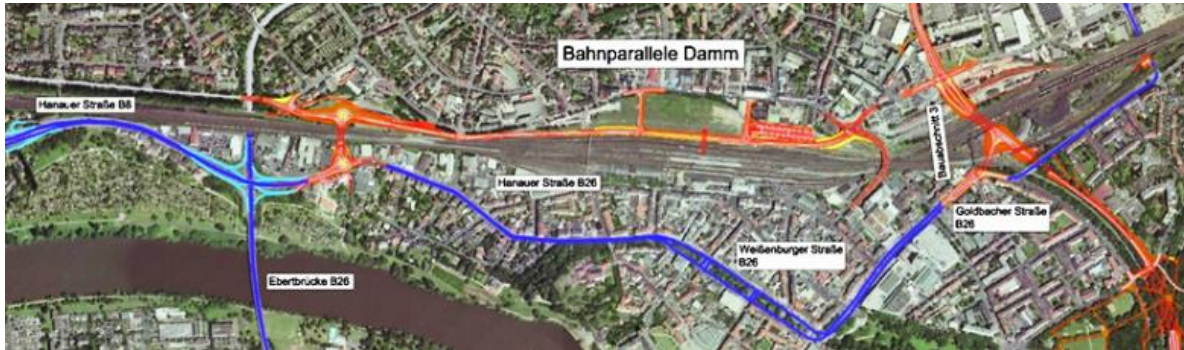 Bahnparallele Damm
Hanauer Straße B8
Bauabschnitt 3
Hanauer Straße B26
Goldbacher Straße
B26
Weißenburger Straße
B26
Ebertbrücke B26